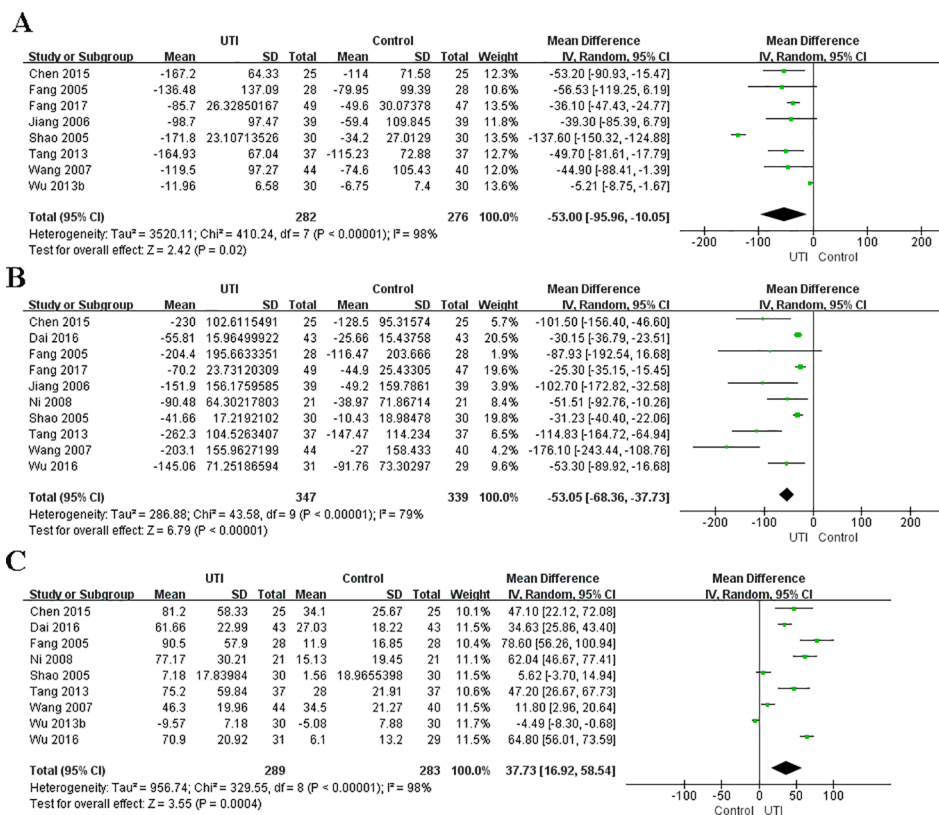 A
UTI Control Mean Difference Mean Difference
Study or Subgroup Mean SD Total Mean SD Total Weight IV, Random, 95% CI IV, Random, 95% CI
Chen 2015 -167.2 64.33 25 -114 71.58 25 12.3% -53.20 [-90.93, -15.47]
Fang 2005 -136.48 137.09 28 -79.95 99.39 28 10.6% -56.53 [-119.25, 6.19]
Fang 2017 -85.7 26.32850167 49 -49.6 30.07378 47 13.5% -36.10 [-47.43, -24.77]
Jiang 2006 -98.7 97.47 39 -59.4 109.845 39 11.8% -39.30 [-85.39, 6.79]
Shao 2005 -171.8 23.10713526 30 -34.2 27.0129 30 13.5% -137.60 [-150.32, -124.88]
Tang 2013 -164.93 67.04 37 -115.23 72.88 37 12.7% -49.70 [-81.61, -17.79]
Wang 2007 -119.5 97.27 44 -74.6 105.43 40 12.0% -44.90 [-88.41, -1.39]
Wu 2013b -11.96 6.58 30 -6.75 7.4 30 13.6% -5.21 [-8.75, -1.67]
Total (95% CI) 282 276 100.0% -53.00 [-95.96, -10.05]
Heterogeneity: Tau² = 3520.11; Chi² = 410.24, df = 7 (P < 0.00001); I² = 98%
Test for overall effect: Z = 2.42 (P = 0.02)
-200 -100 0 100 200
UTI Control
B
UTI Control Mean Difference Mean Difference
Study or Subgroup Mean SD Total Mean SD Total Weight IV, Random, 95% CI IV, Random, 95% CI
Chen 2015 -230 102.6115491 25 -128.5 95.31574 25 5.7% -101.50 [-156.40, -46.60]
Dai 2016 -55.81 15.96499922 43 -25.66 15.43758 43 20.5% -30.15 [-36.79, -23.51]
Fang 2005 -204.4 195.6633351 28 -116.47 203.666 28 1.9% -87.93 [-192.54, 16.68]
Fang 2017 -70.2 23.73120309 49 -44.9 25.43305 47 19.6% -25.30 [-35.15, -15.45]
Jiang 2006 -151.9 156.1759585 39 -49.2 159.7861 39 3.9% -102.70 [-172.82, -32.58]
Ni 2008 -90.48 64.30217803 21 -38.97 71.86714 21 8.4% -51.51 [-92.76, -10.26]
Shao 2005 -41.66 17.2192102 30 -10.43 18.98478 30 19.9% -31.23 [-40.40, -22.06]
Tang 2013 -262.3 104.5263407 37 -147.47 114.234 37 6.5% -114.83 [-164.72, -64.94]
Wang 2007 -203.1 155.9627199 44 -27 158.433 40 4.2% -176.10 [-243.44, -108.76]
Wu 2016 -145.06 71.25186594 31 -91.76 73.30297 29 9.6% -53.30 [-89.92, -16.68]
Total (95% CI) 347 339 100.0% -53.05 [-68.36, -37.73]
Heterogeneity: Tau² = 286.88; Chi² = 43.58, df = 9 (P < 0.00001); I² = 79%
Test for overall effect: Z = 6.79 (P < 0.00001)
-200 -100 0 100 200
UTI Control
C
UTI Control Mean Difference Mean Difference
Study or Subgroup Mean SD Total Mean SD Total Weight IV, Random, 95% CI IV, Random, 95% CI
Chen 2015 81.2 58.33 25 34.1 25.67 25 10.1% 47.10 [22.12, 72.08]
Dai 2016 61.66 22.99 43 27.03 18.22 43 11.5% 34.63 [25.86, 43.40]
Fang 2005 90.5 57.9 28 11.9 16.85 28 10.4% 78.60 [56.26, 100.94]
Ni 2008 77.17 30.21 21 15.13 19.45 21 11.1% 62.04 [46.67, 77.41]
Shao 2005 7.18 17.83984 30 1.56 18.9655398 30 11.5% 5.62 [-3.70, 14.94]
Tang 2013 75.2 59.84 37 28 21.91 37 10.6% 47.20 [26.67, 67.73]
Wang 2007 46.3 19.96 44 34.5 21.27 40 11.5% 11.80 [2.96, 20.64]
Wu 2013b -9.57 7.18 30 -5.08 7.88 30 11.7% -4.49 [-8.30, -0.68]
Wu 2016 70.9 20.92 31 6.1 13.2 29 11.5% 64.80 [56.01, 73.59]
Total (95% CI) 289 283 100.0% 37.73 [16.92, 58.54]
Heterogeneity: Tau² = 956.74; Chi² = 329.55, df = 8 (P < 0.00001); I² = 98%
Test for overall effect: Z = 3.55 (P = 0.0004)
-100 -50 0 50 100
Control UTI